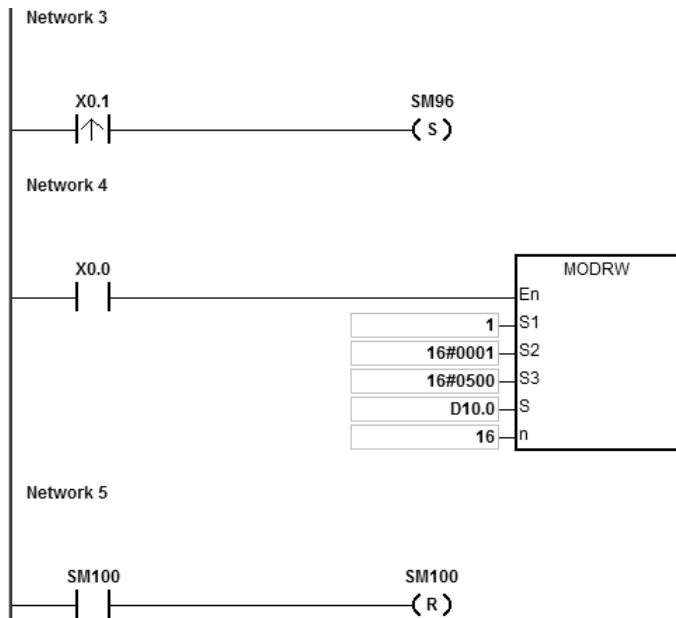 Network 3
X0.1
SM96
S
Network 4
X0.0
MODRW
En
1 S1
16#0001 S2
16#0500 S3
D10.0 S
16 n
Network 5
SM100
SM100
R